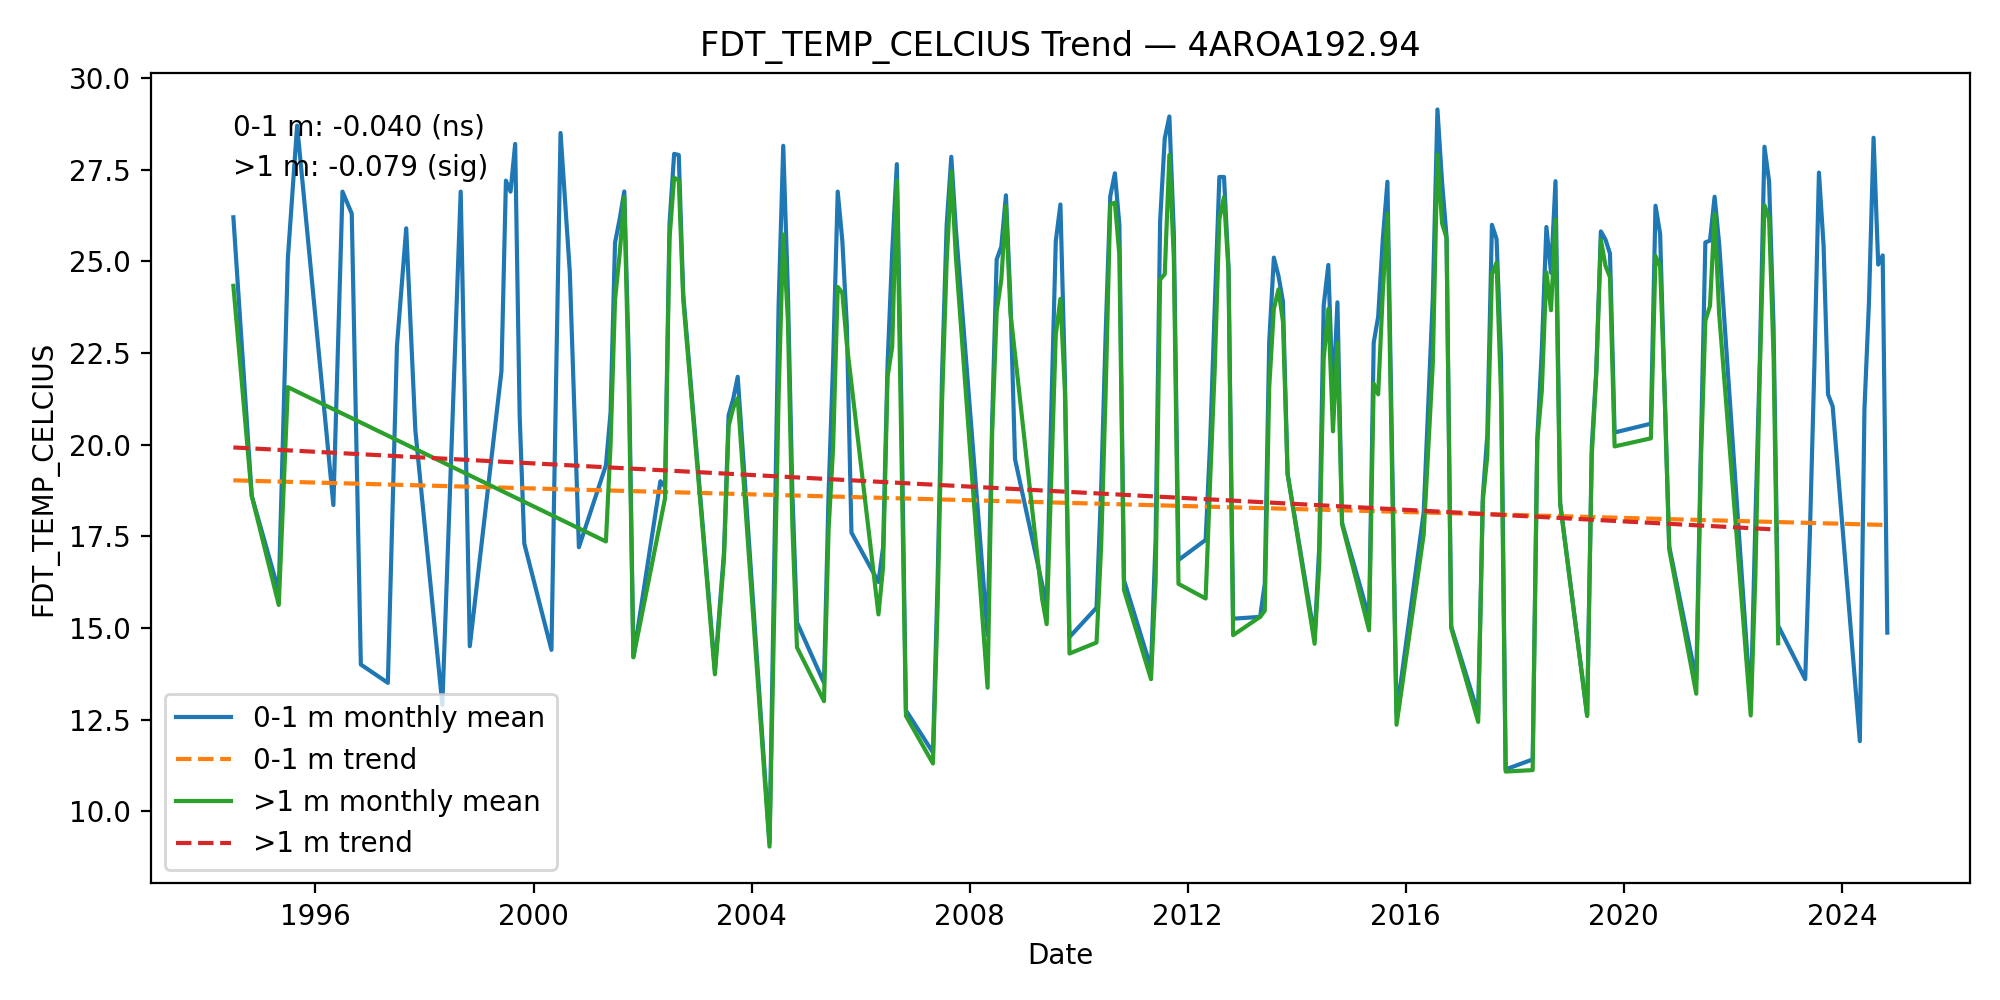 FDT_TEMP_CELCIUS Trend — 4AROA192.94
30.0
27.5
25.0
22.5
20.0
17.5
15.0
12.5
10.0
FDT_TEMP_CELCIUS
0-1 m: -0.040 (ns)
>1 m: -0.079 (sig)
0-1 m monthly mean
0-1 m trend
>1 m monthly mean
>1 m trend
1996 2000 2004 2008 2012 2016 2020 2024
Date